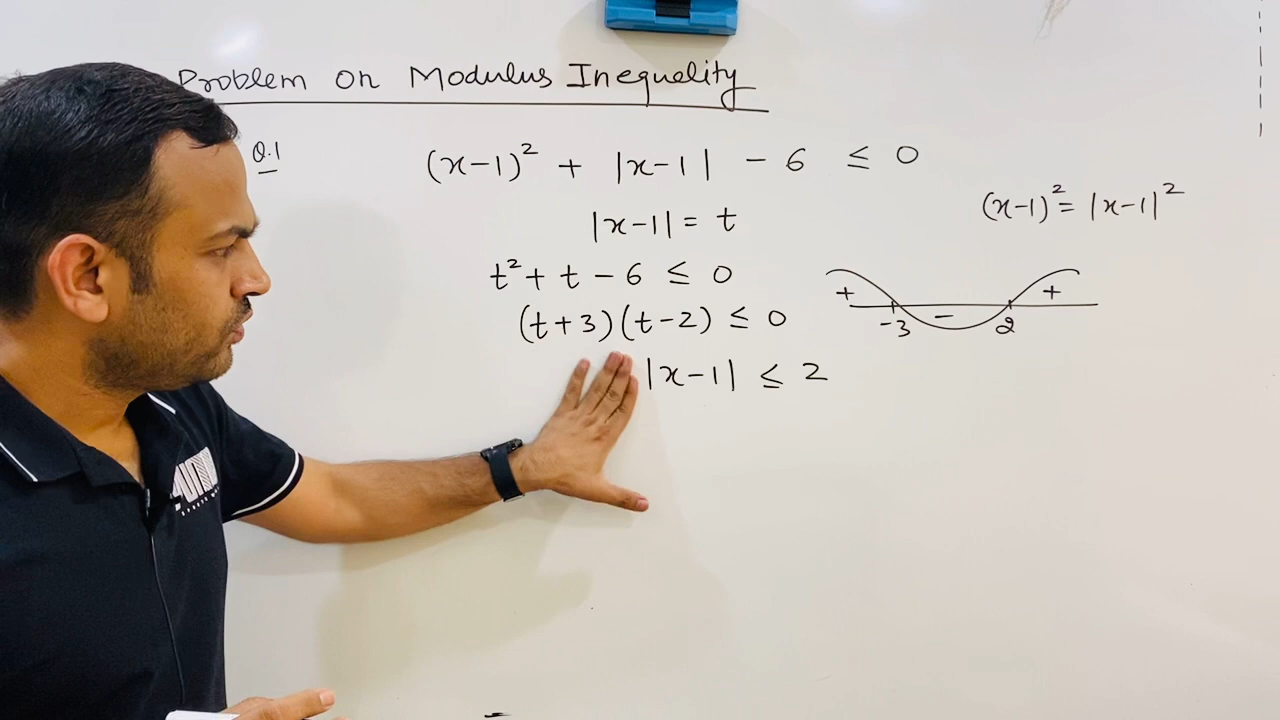 Problem on Modulus Inequality
Q.1
(x-1)² + |x-1| - 6 ≤ 0
(x-1)² = |x-1|²
|x-1| = t
t² + t - 6 ≤ 0
+ - +
-3 2
(t+3)(t-2) ≤ 0
|x-1| ≤ 2